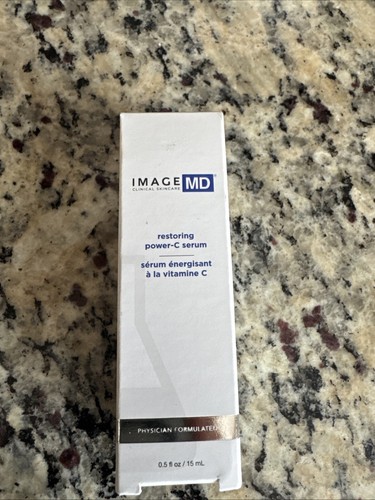 IMAGE MD®
CLINICAL SKINCARE
restoring
power-C serum
sérum énergisant
à la vitamine C
PHYSICIAN FORMULATED
0.5 fl oz / 15 mL